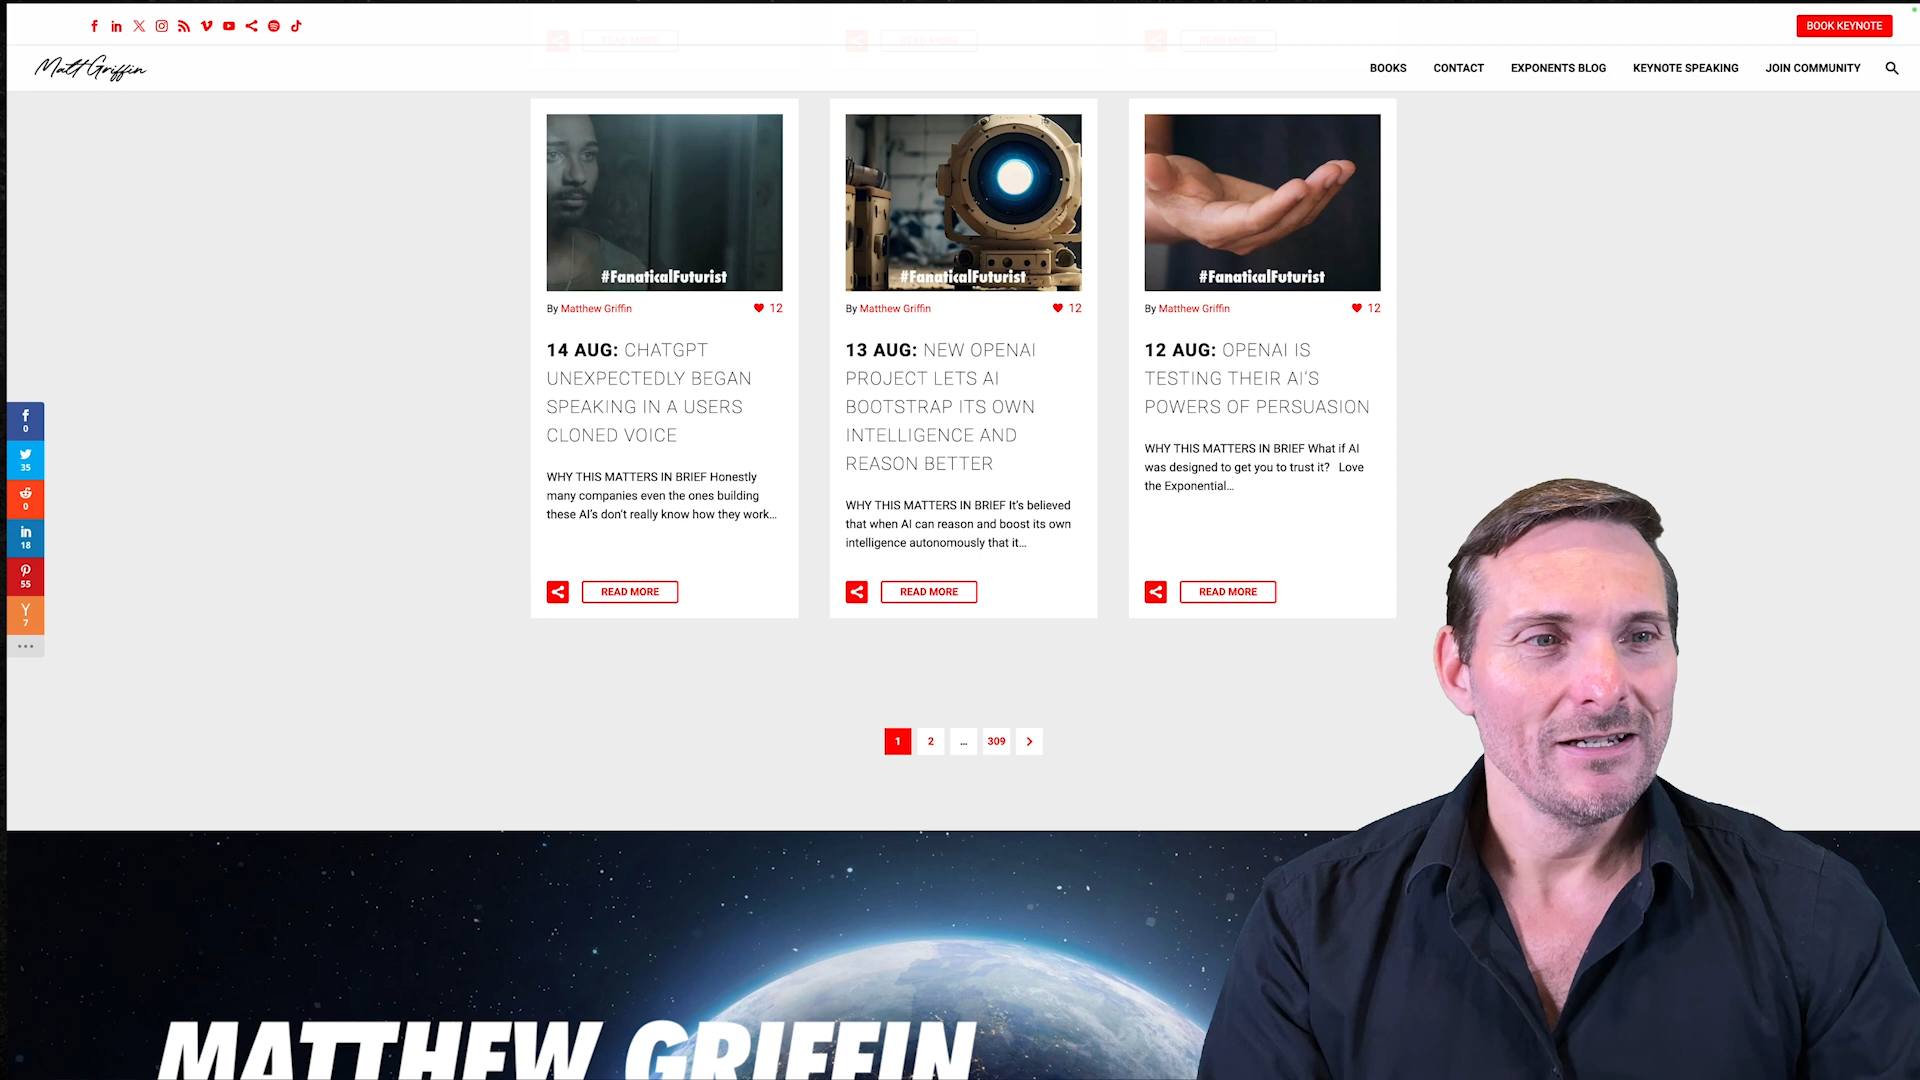 BOOK KEYNOTE
READ MORE READ MORE READ MORE
Matt Griffin
BOOKS CONTACT EXPONENTS BLOG KEYNOTE SPEAKING JOIN COMMUNITY
#FanaticalFuturist
By Matthew Griffin 12
14 AUG: CHATGPT
UNEXPECTEDLY BEGAN
SPEAKING IN A USERS
CLONED VOICE
WHY THIS MATTERS IN BRIEF Honestly
many companies even the ones building
these AI's don't really know how they work...
READ MORE
#FanaticalFuturist
By Matthew Griffin 12
13 AUG: NEW OPENAI
PROJECT LETS AI
BOOTSTRAP ITS OWN
INTELLIGENCE AND
REASON BETTER
WHY THIS MATTERS IN BRIEF It's believed
that when AI can reason and boost its own
intelligence autonomously that it...
READ MORE
#FanaticalFuturist
By Matthew Griffin 12
12 AUG: OPENAI IS
TESTING THEIR AI'S
POWERS OF PERSUASION
WHY THIS MATTERS IN BRIEF What if AI
was designed to get you to trust it? Love
the Exponential...
READ MORE
0
35
0
18
55
7
1 2 ... 309
MATTHEW GRIFFIN